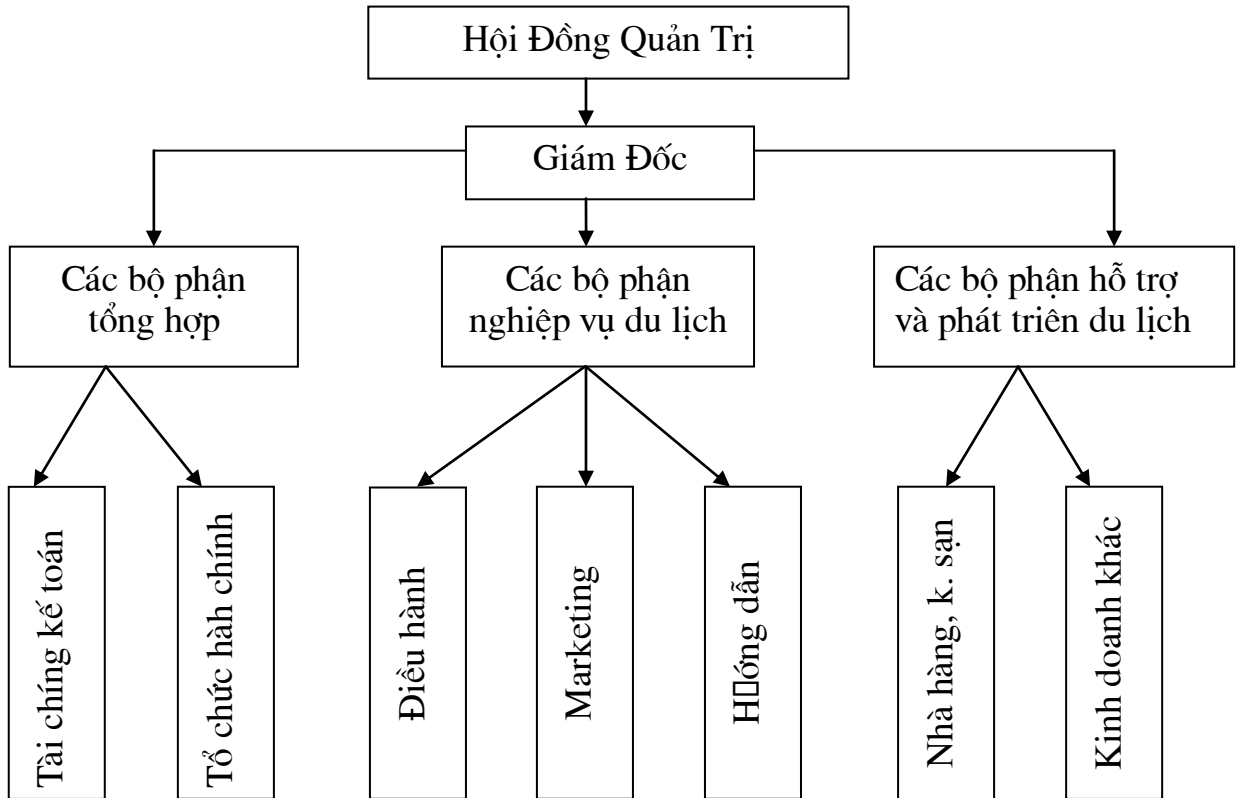 Hội Đồng Quản Trị
Giám Đốc
Các bộ phận
tổng hợp
Các bộ phận
nghiệp vụ du lịch
Các bộ phận hỗ trợ
và phát triên du lịch
Tài chíng kế toán
Tổ chức hàh chính
Điều hành
Marketing
H□ớng dẫn
Nhà hàng, k. sạn
Kinh doanh khác